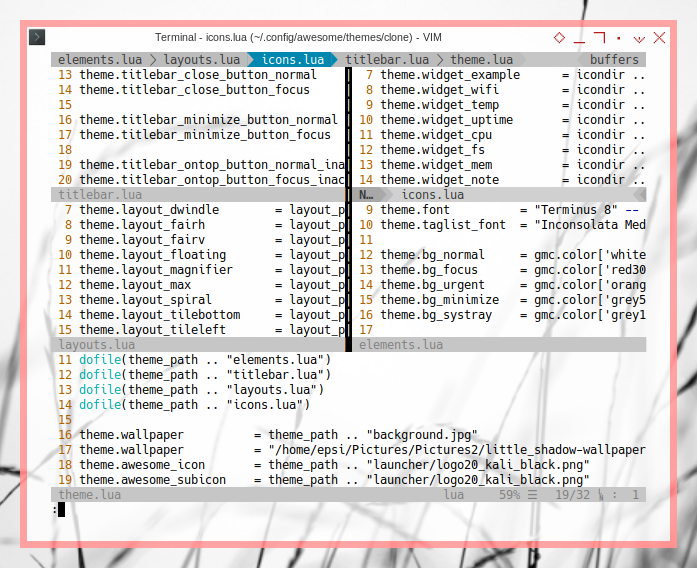 Terminal - icons.lua (~/.config/awesome/themes/clone) - VIM
elements.lua layouts.lua icons.lua titlebar.lua theme.lua buffers
13 theme.titlebar_close_button_normal
14 theme.titlebar_close_button_focus
15
16 theme.titlebar_minimize_button_normal
17 theme.titlebar_minimize_button_focus
18
19 theme.titlebar_ontop_button_normal_ina
20 theme.titlebar_ontop_button_focus_inac
titlebar.lua
7 theme.widget_example = icondir ..
8 theme.widget_wifi = icondir ..
9 theme.widget_temp = icondir ..
10 theme.widget_uptime = icondir ..
11 theme.widget_cpu = icondir ..
12 theme.widget_fs = icondir ..
13 theme.widget_mem = icondir ..
14 theme.widget_note = icondir ..
N… icons.lua
7 theme.layout_dwindle = layout_p
8 theme.layout_fairh = layout_p
9 theme.layout_fairv = layout_p
10 theme.layout_floating = layout_p
11 theme.layout_magnifier = layout_p
12 theme.layout_max = layout_p
13 theme.layout_spiral = layout_p
14 theme.layout_tilebottom = layout_p
15 theme.layout_tileleft = layout_p
layouts.lua
9 theme.font = "Terminus 8" --
10 theme.taglist_font = "Inconsolata Med
11
12 theme.bg_normal = gmc.color['white
13 theme.bg_focus = gmc.color['red30
14 theme.bg_urgent = gmc.color['orang
15 theme.bg_minimize = gmc.color['grey5
16 theme.bg_systray = gmc.color['grey1
17
elements.lua
11 dofile(theme_path .. "elements.lua")
12 dofile(theme_path .. "titlebar.lua")
13 dofile(theme_path .. "layouts.lua")
14 dofile(theme_path .. "icons.lua")
15
16 theme.wallpaper = theme_path .. "background.jpg"
17 theme.wallpaper = "/home/epsi/Pictures/Pictures2/little_shadow-wallpaper
18 theme.awesome_icon = theme_path .. "launcher/logo20_kali_black.png"
19 theme.awesome_subicon = theme_path .. "launcher/logo20_kali_black.png"
theme.lua lua 59% ☰ 19/32 : 1
: